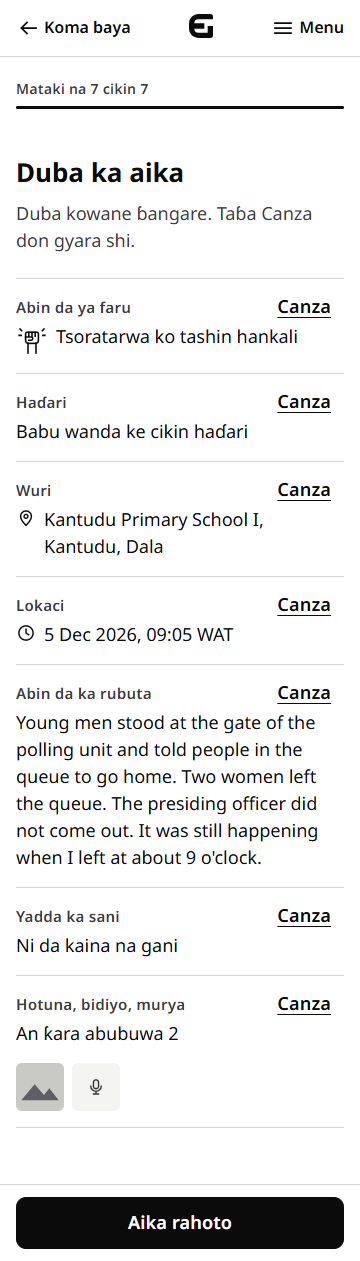 Koma baya
Menu
Mataki na 7 cikin 7
Duba ka aika
Duba kowane ɓangare. Taɓa Canza
don gyara shi.
Abin da ya faru
Canza
Tsoratarwa ko tashin hankali
Haɗari
Canza
Babu wanda ke cikin haɗari
Wuri
Canza
Kantudu Primary School I,
Kantudu, Dala
Lokaci
Canza
5 Dec 2026, 09:05 WAT
Abin da ka rubuta
Canza
Young men stood at the gate of the
polling unit and told people in the
queue to go home. Two women left
the queue. The presiding officer did
not come out. It was still happening
when I left at about 9 o'clock.
Yadda ka sani
Canza
Ni da kaina na gani
Hotuna, bidiyo, murya
Canza
An ƙara abubuwa 2
Aika rahoto